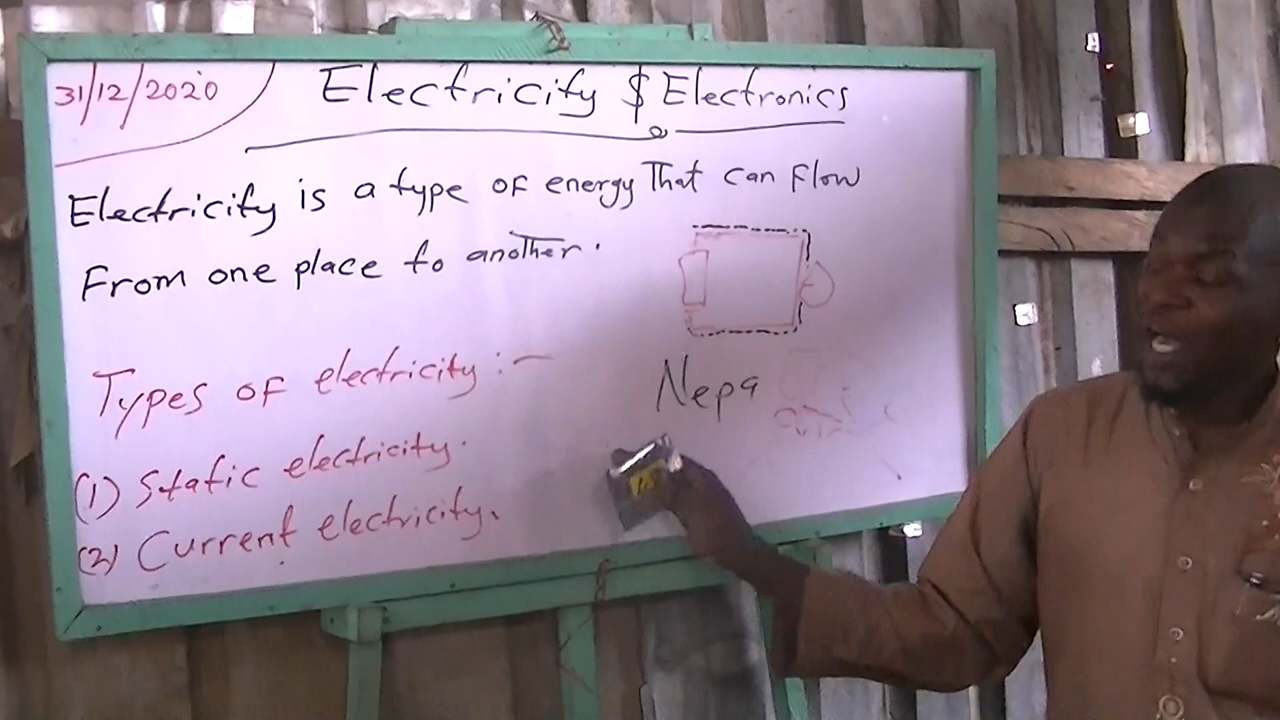 31/12/2020
Electricity $ Electronics
Electricity is a type of energy that can flow
From one place to another.
Types of electricity :-
Nepa
(1) Static electricity.
(2) Current electricity.